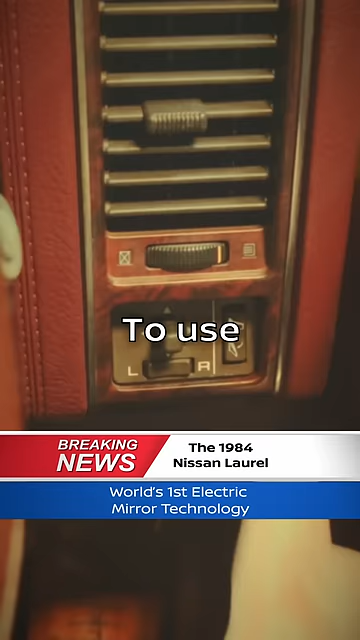 To use
L R
BREAKING
NEWS
The 1984
Nissan Laurel
World's 1st Electric
Mirror Technology